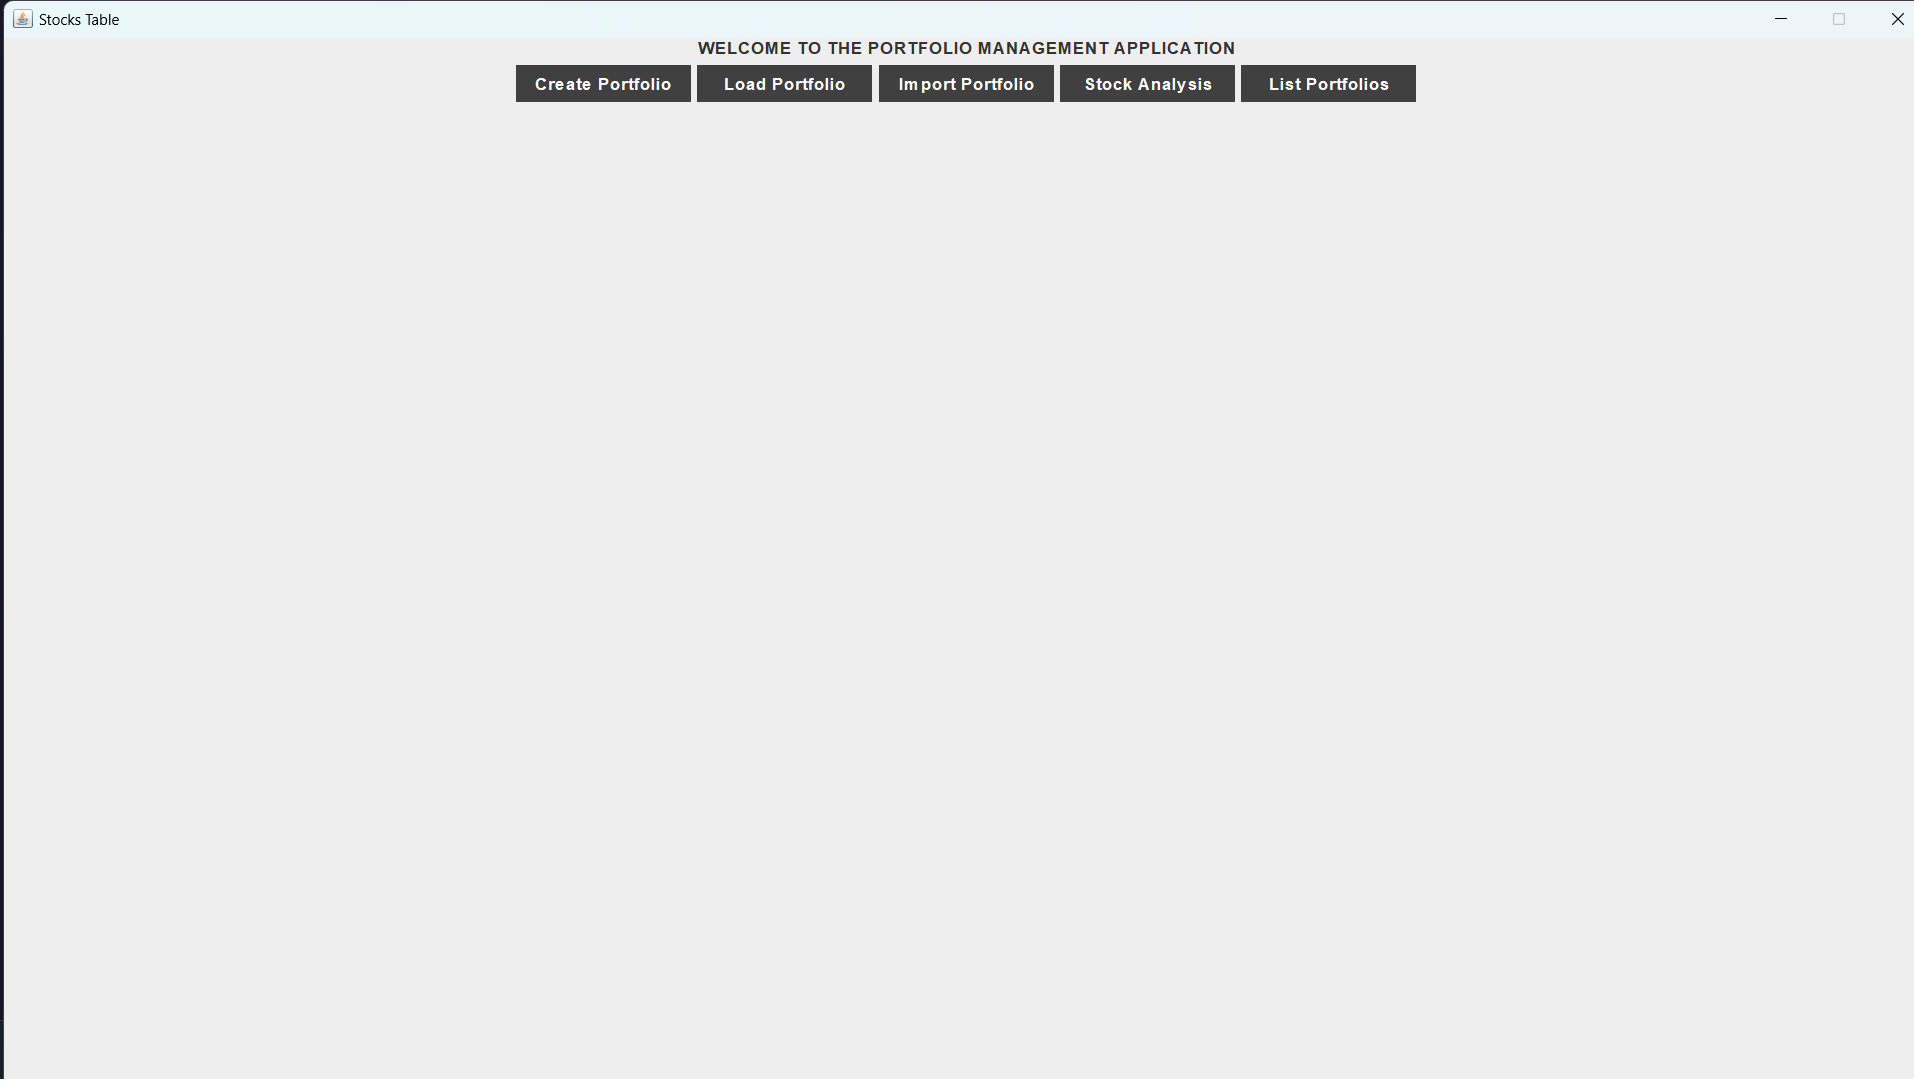 Stocks Table
WELCOME TO THE PORTFOLIO MANAGEMENT APPLICATION
Create Portfolio Load Portfolio Import Portfolio Stock Analysis List Portfolios